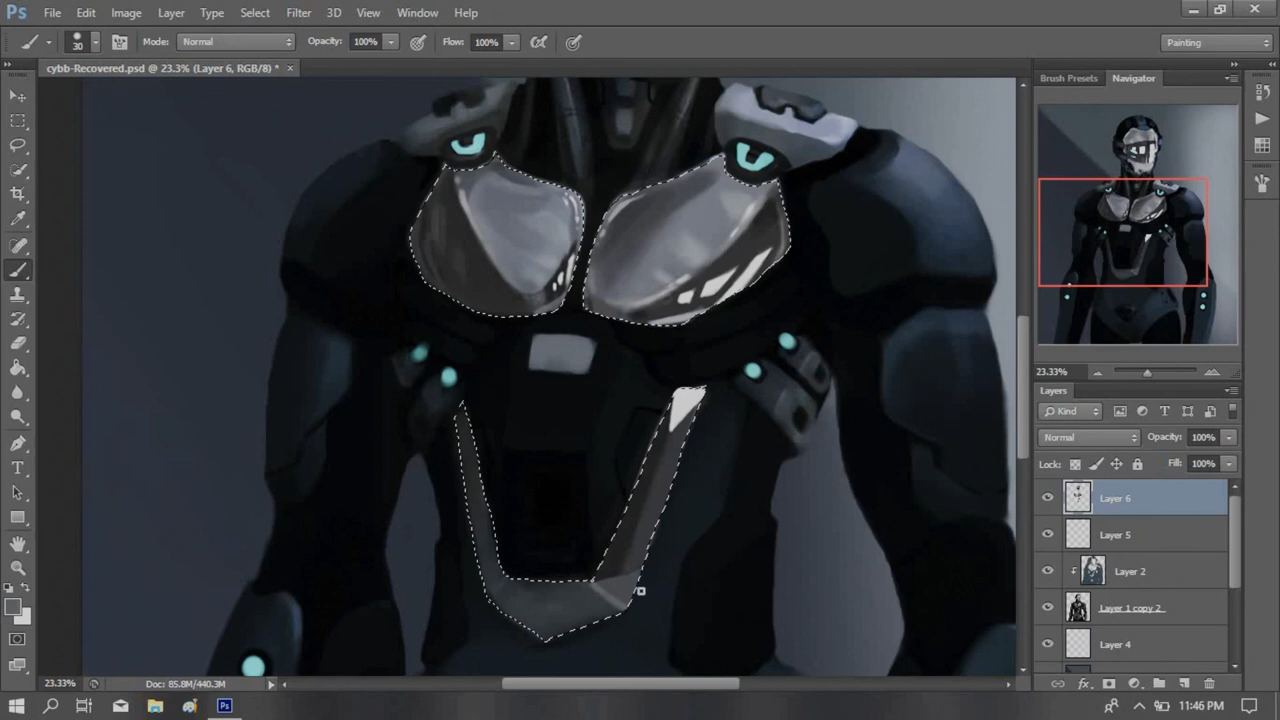 Ps File Edit Image Layer Type Select Filter 3D View Window Help
30 Mode: Normal Opacity: 100% Flow: 100% Painting
cybb-Recovered.psd @ 23.3% (Layer 6, RGB/8) *
Brush Presets Navigator
23.33%
Layers
Kind
Normal Opacity: 100%
Lock: Fill: 100%
Layer 6
Layer 5
Layer 2
Layer 1 copy 2
Layer 4
23.33% Doc: 85.8M/440.3M
fx
Ps 11:46 PM